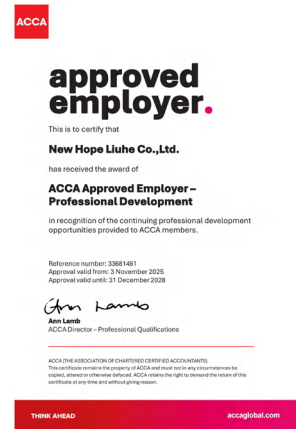 ACCA
approved
employer.
This is to certify that
New Hope Liuhe Co.,Ltd.
has received the award of
ACCA Approved Employer –
Professional Development
in recognition of the continuing professional development
opportunities provided to ACCA members.
Reference number: 33681461
Approval valid from: 3 November 2025
Approval valid until: 31 December 2028
Ann Lamb
Ann Lamb
ACCA Director – Professional Qualifications
ACCA (THE ASSOCIATION OF CHARTERED CERTIFIED ACCOUNTANTS)
This certificate remains the property of ACCA and must not in any circumstances be
copied, altered or otherwise defaced. ACCA retains the right to demand the return of this
certificate at any time and without giving reason.
THINK AHEAD
accaglobal.com